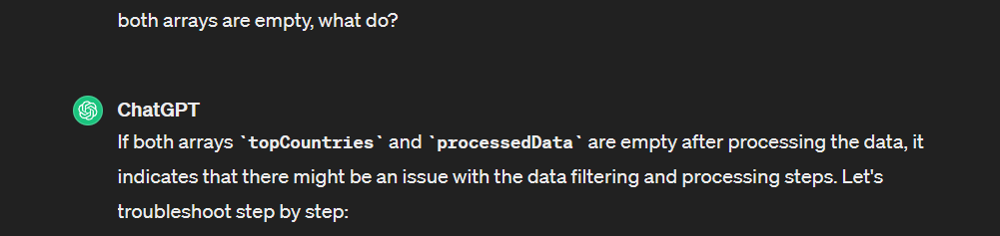 both arrays are empty, what do?
ChatGPT
If both arrays `topCountries` and `processedData` are empty after processing the data, it
indicates that there might be an issue with the data filtering and processing steps. Let's
troubleshoot step by step: